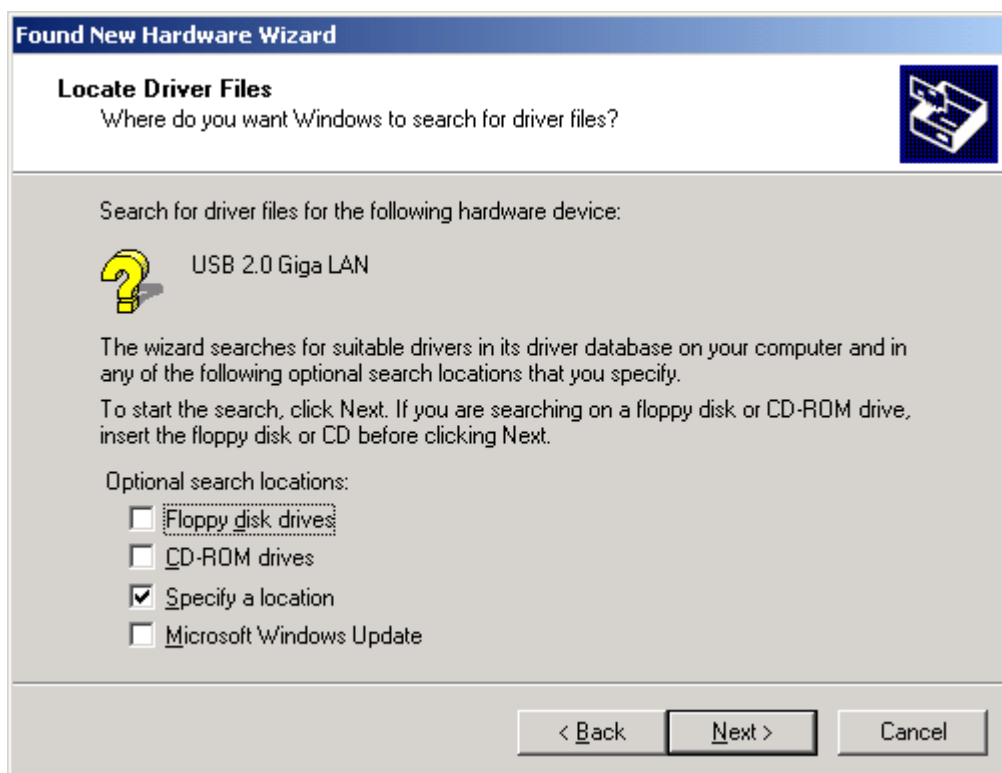 Found New Hardware Wizard
Locate Driver Files
Where do you want Windows to search for driver files?
Search for driver files for the following hardware device:
USB 2.0 Giga LAN
The wizard searches for suitable drivers in its driver database on your computer and in
any of the following optional search locations that you specify.
To start the search, click Next. If you are searching on a floppy disk or CD-ROM drive,
insert the floppy disk or CD before clicking Next.
Optional search locations:
Floppy disk drives
CD-ROM drives
Specify a location
Microsoft Windows Update
< Back Next > Cancel